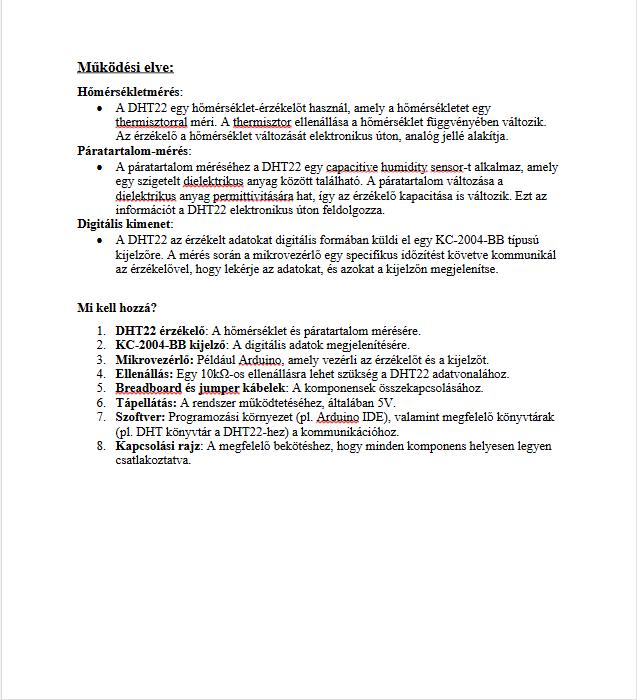 Működési elve:
Hőmérsékletmérés:
• A DHT22 egy hőmérséklet-érzékelőt használ, amely a hőmérsékletet egy
thermisztorral méri. A thermisztor ellenállása a hőmérséklet függvényében változik.
Az érzékelő a hőmérséklet változását elektronikus úton, analóg jellé alakítja.
Páratartalom-mérés:
• A páratartalom méréséhez a DHT22 egy capacitive humidity sensor-t alkalmaz, amely
egy szigetelt dielektrikus anyag között található. A páratartalom változása a
dielektrikus anyag permittivitására hat, így az érzékelő kapacitása is változik. Ezt az
információt a DHT22 elektronikus úton feldolgozza.
Digitális kimenet:
• A DHT22 az érzékelt adatokat digitális formában küldi el egy KC-2004-BB típusú
kijelzőre. A mérés során a mikrovezérlő egy specifikus időzítést követve kommunikál
az érzékelővel, hogy lekérje az adatokat, és azokat a kijelzőn megjelenítse.
Mi kell hozzá?
1. DHT22 érzékelő: A hőmérséklet és páratartalom mérésére.
2. KC-2004-BB kijelző: A digitális adatok megjelenítésére.
3. Mikrovezérlő: Például Arduino, amely vezérli az érzékelőt és a kijelzőt.
4. Ellenállás: Egy 10kΩ-os ellenállásra lehet szükség a DHT22 adatvonalához.
5. Breadboard és jumper kábelek: A komponensek összekapcsolásához.
6. Tápellátás: A rendszer működtetéséhez, általában 5V.
7. Szoftver: Programozási környezet (pl. Arduino IDE), valamint megfelelő könyvtárak
(pl. DHT könyvtár a DHT22-hez) a kommunikációhoz.
8. Kapcsolási rajz: A megfelelő bekötéshez, hogy minden komponens helyesen legyen
csatlakoztatva.